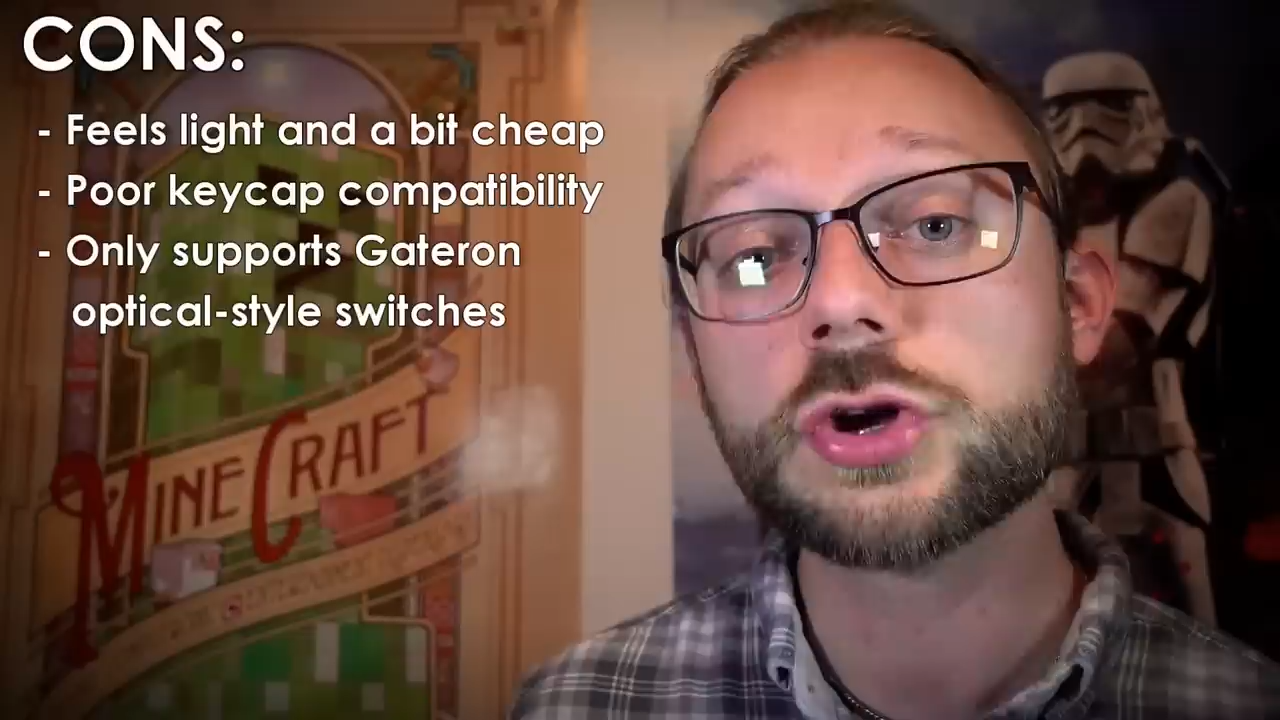 CONS:
- Feels light and a bit cheap
- Poor keycap compatibility
- Only supports Gateron
optical-style switches
MINECRAFT